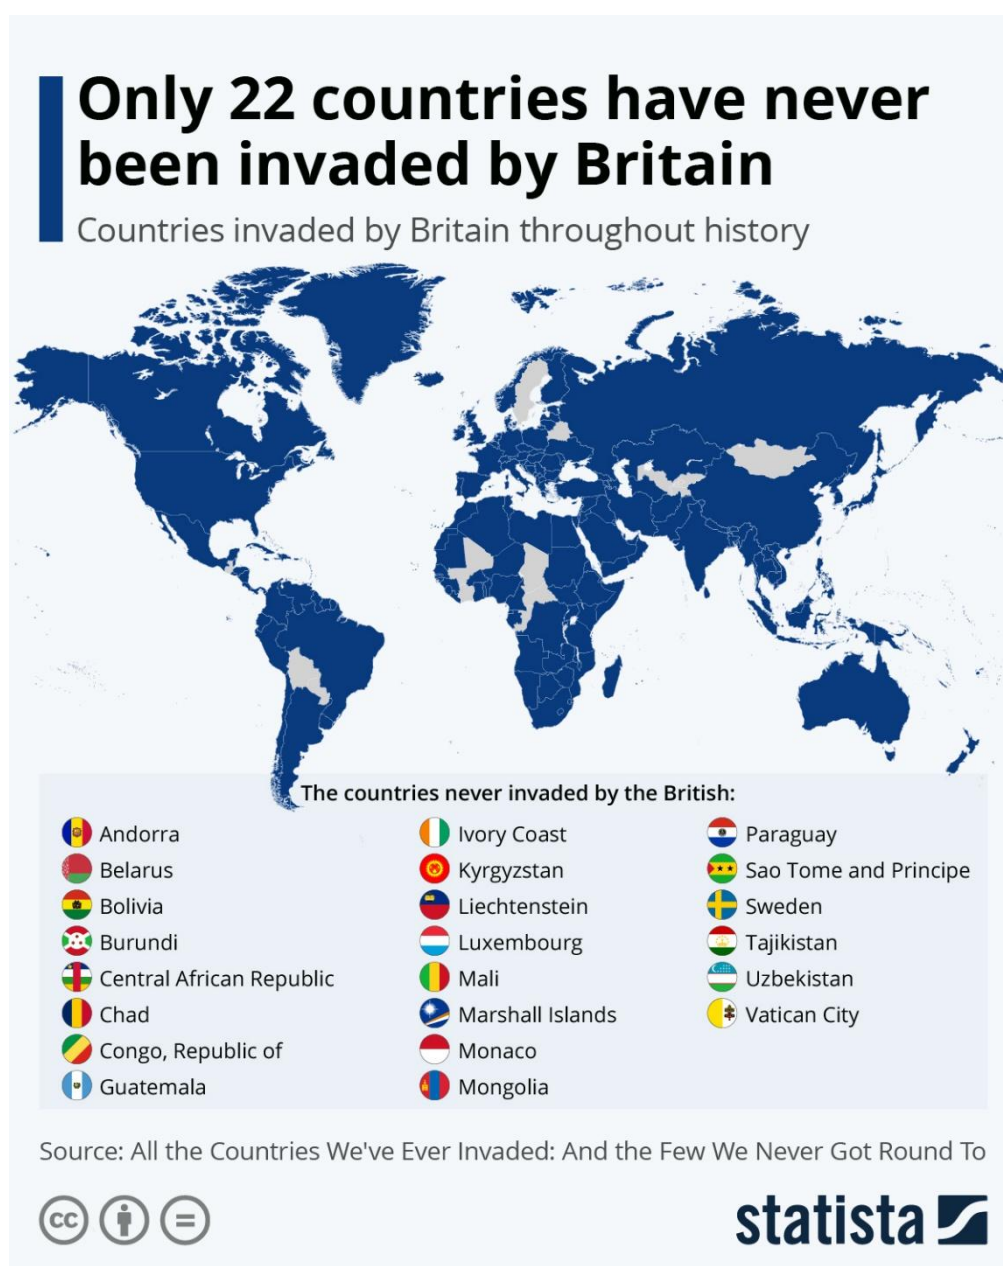 Only 22 countries have never
been invaded by Britain
Countries invaded by Britain throughout history
The countries never invaded by the British:
Andorra
Belarus
Bolivia
Burundi
Central African Republic
Chad
Congo, Republic of
Guatemala
Ivory Coast
Kyrgyzstan
Liechtenstein
Luxembourg
Mali
Marshall Islands
Monaco
Mongolia
Paraguay
Sao Tome and Principe
Sweden
Tajikistan
Uzbekistan
Vatican City
Source: All the Countries We've Ever Invaded: And the Few We Never Got Round To
cc
statista